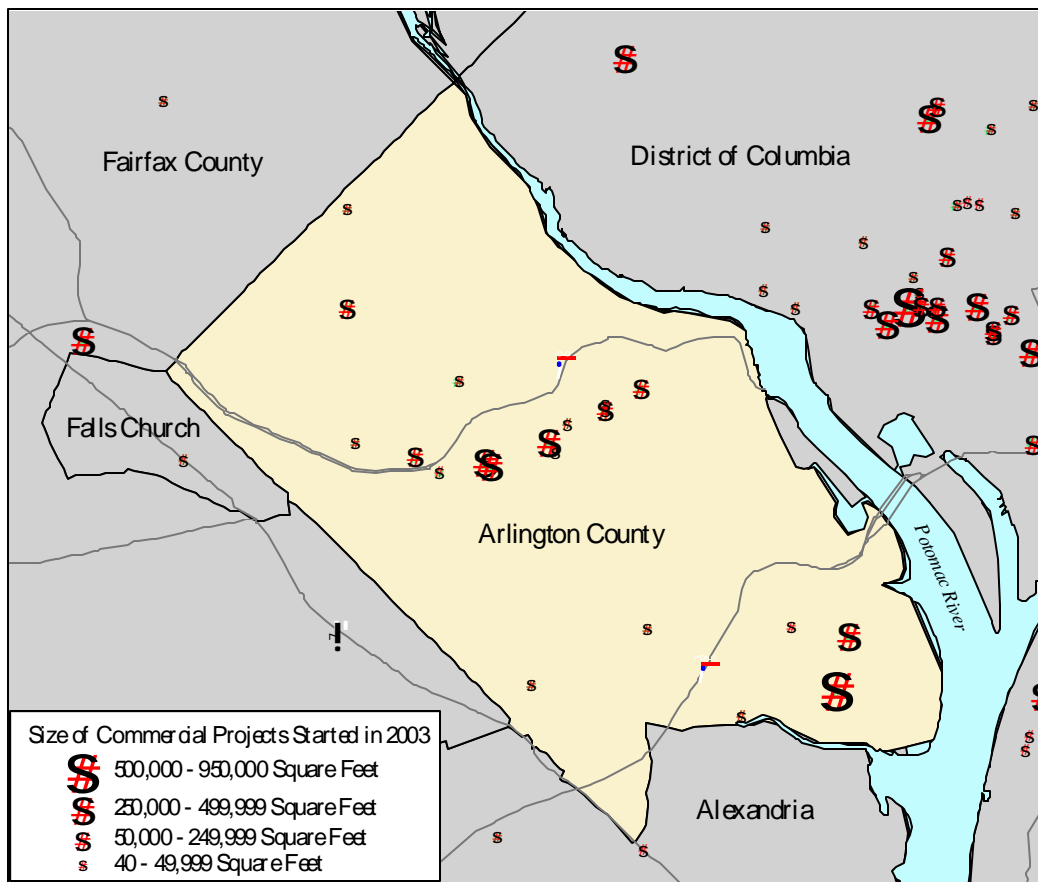 Fairfax County
District of Columbia
Falls Church
Arlington County
Potomac River
Alexandria
Size of Commercial Projects Started in 2003
500,000 - 950,000 Square Feet
250,000 - 499,999 Square Feet
50,000 - 249,999 Square Feet
40 - 49,999 Square Feet